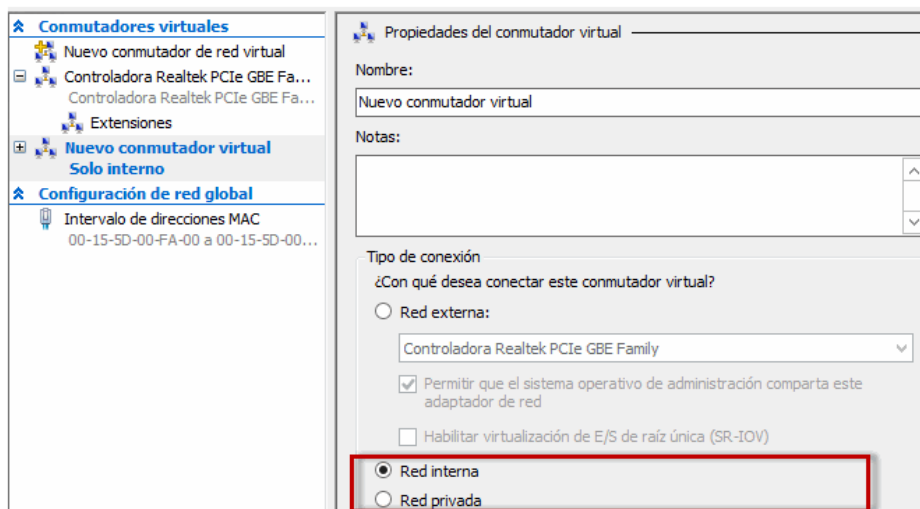 Conmutadores virtuales
Nuevo conmutador de red virtual
Controladora Realtek PCIe GBE Fa...
Controladora Realtek PCIe GBE Fa...
Extensiones
Nuevo conmutador virtual
Solo interno
Configuración de red global
Intervalo de direcciones MAC
00-15-5D-00-FA-00 a 00-15-5D-00...
Propiedades del conmutador virtual
Nombre:
Nuevo conmutador virtual
Notas:
Tipo de conexión
¿Con qué desea conectar este conmutador virtual?
Red externa:
Controladora Realtek PCIe GBE Family
Permitir que el sistema operativo de administración comparta este
adaptador de red
Habilitar virtualización de E/S de raíz única (SR-IOV)
Red interna
Red privada